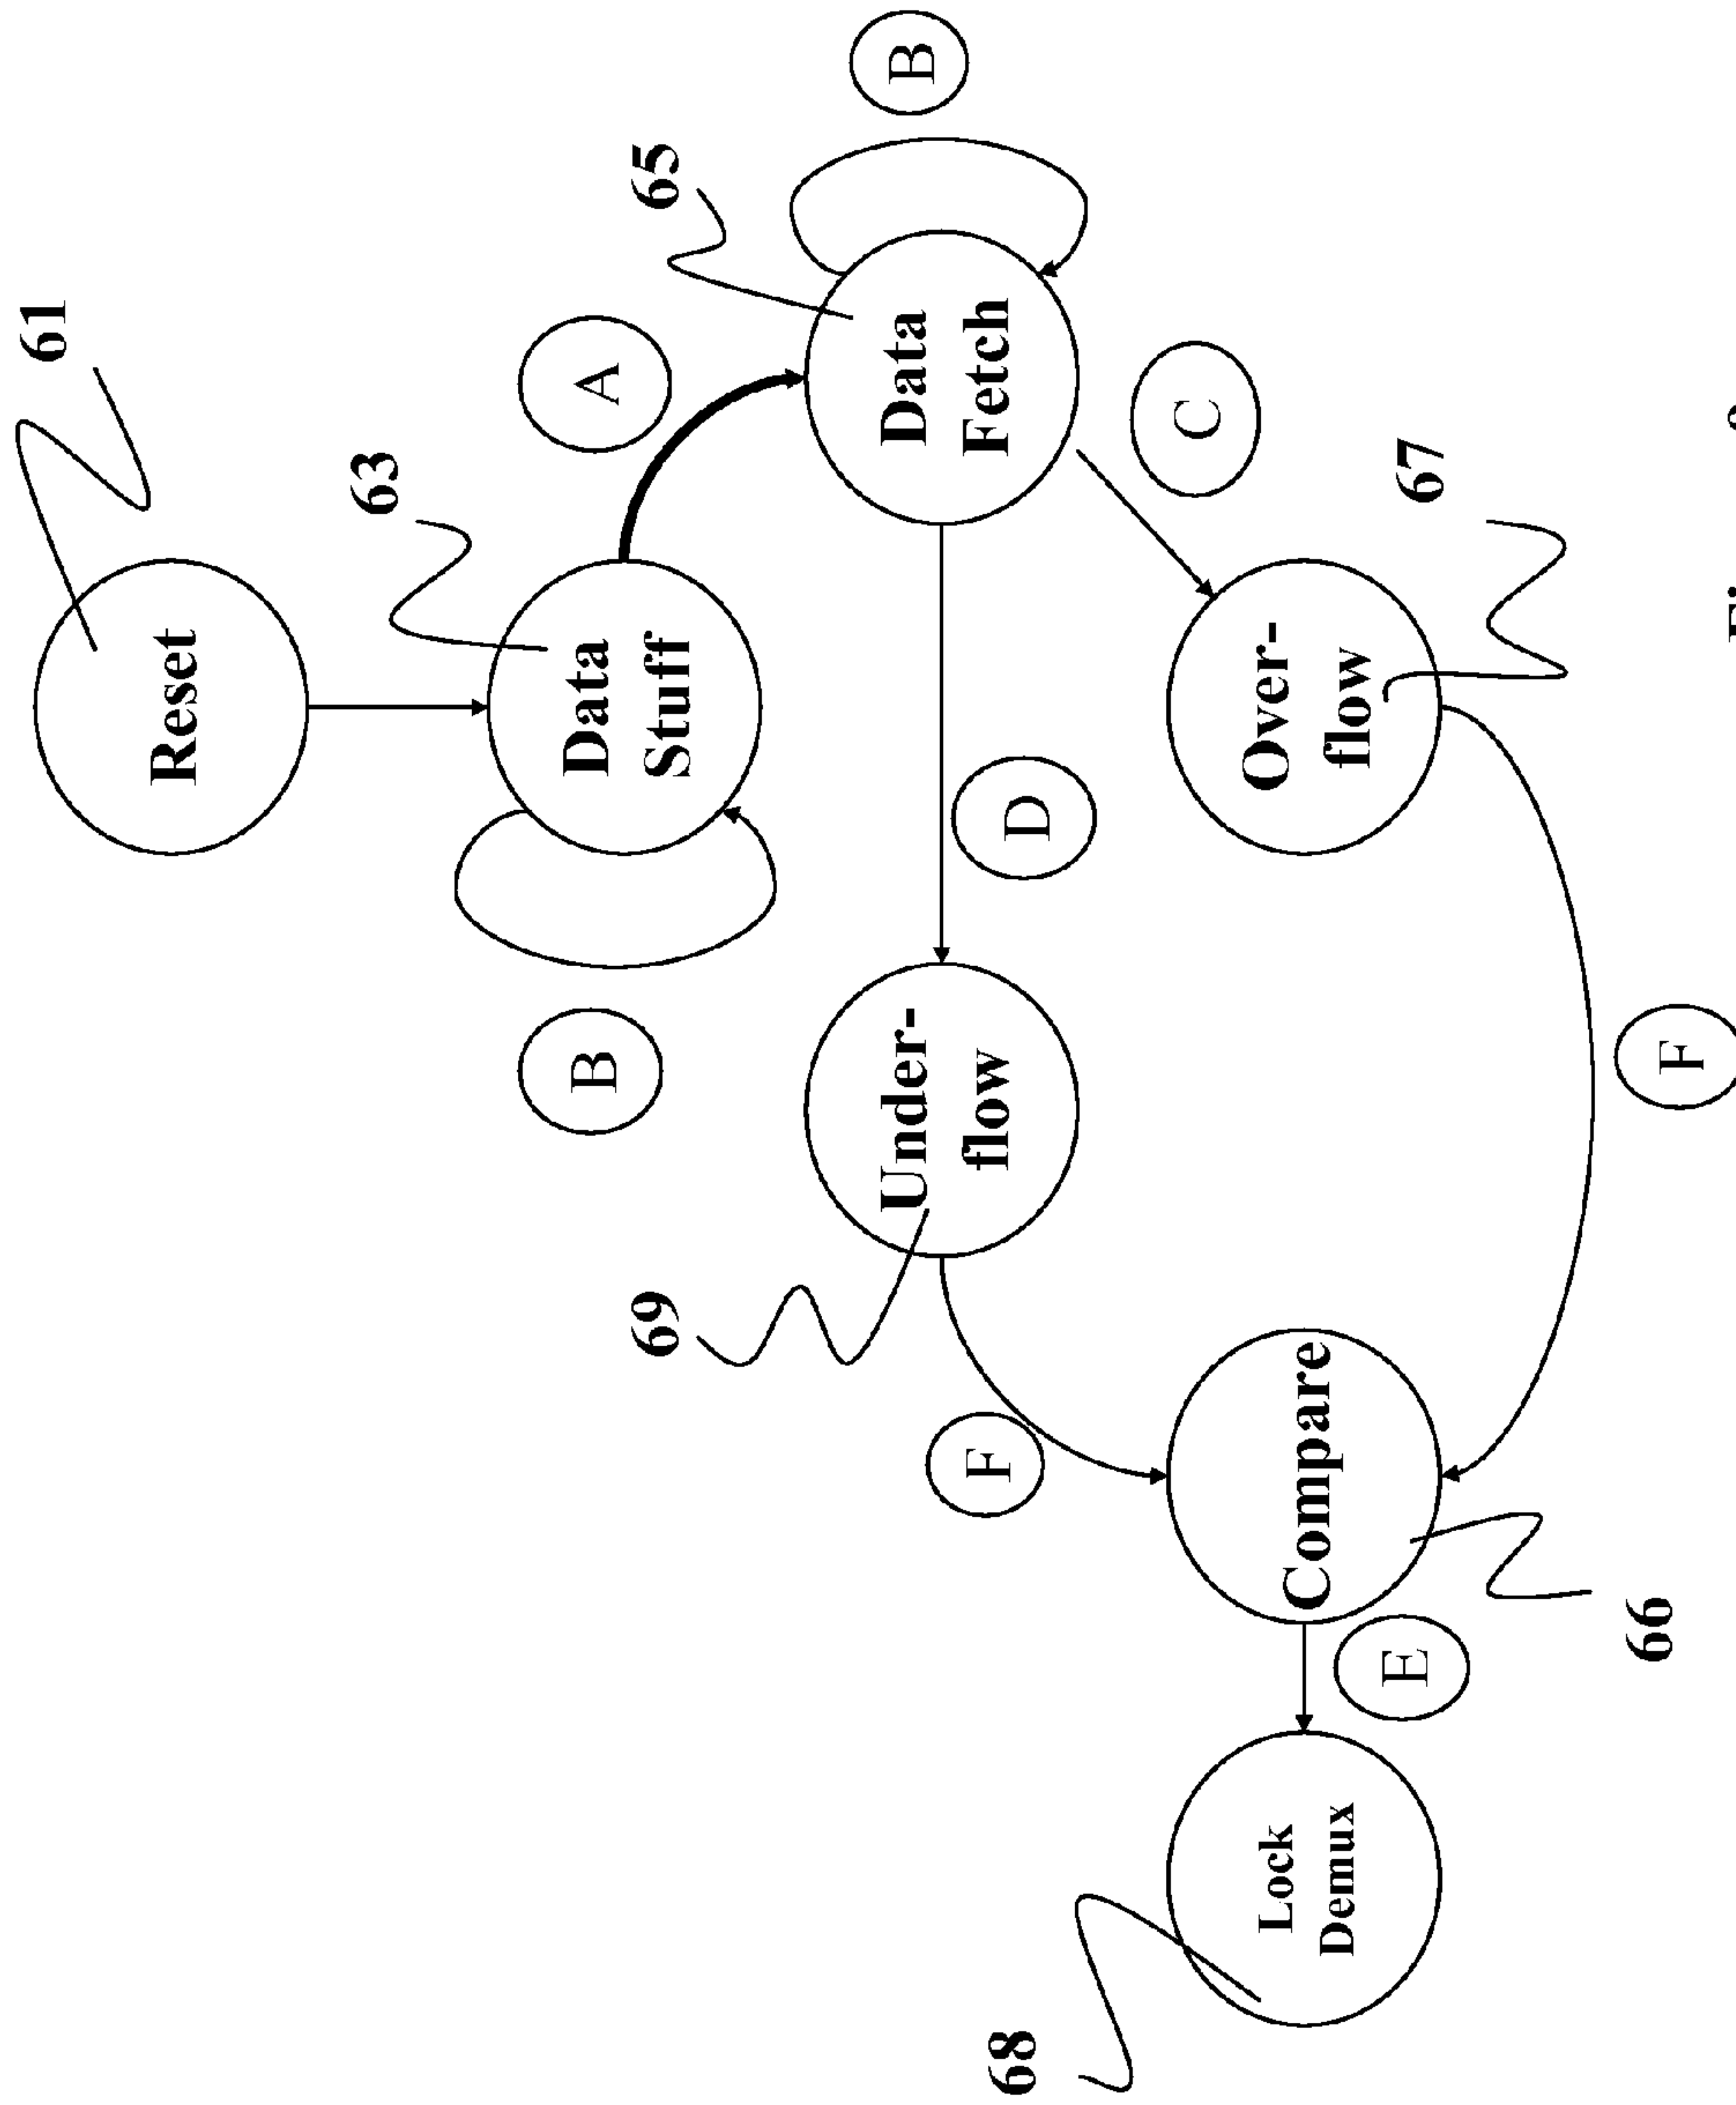 61
Reset
63
B
Data
Stuff
A
69
65
Under-
flow
Data
Fetch
B
68
F
D
C
Lock
Demux
Compare
Over-
flow
E
67
66
F